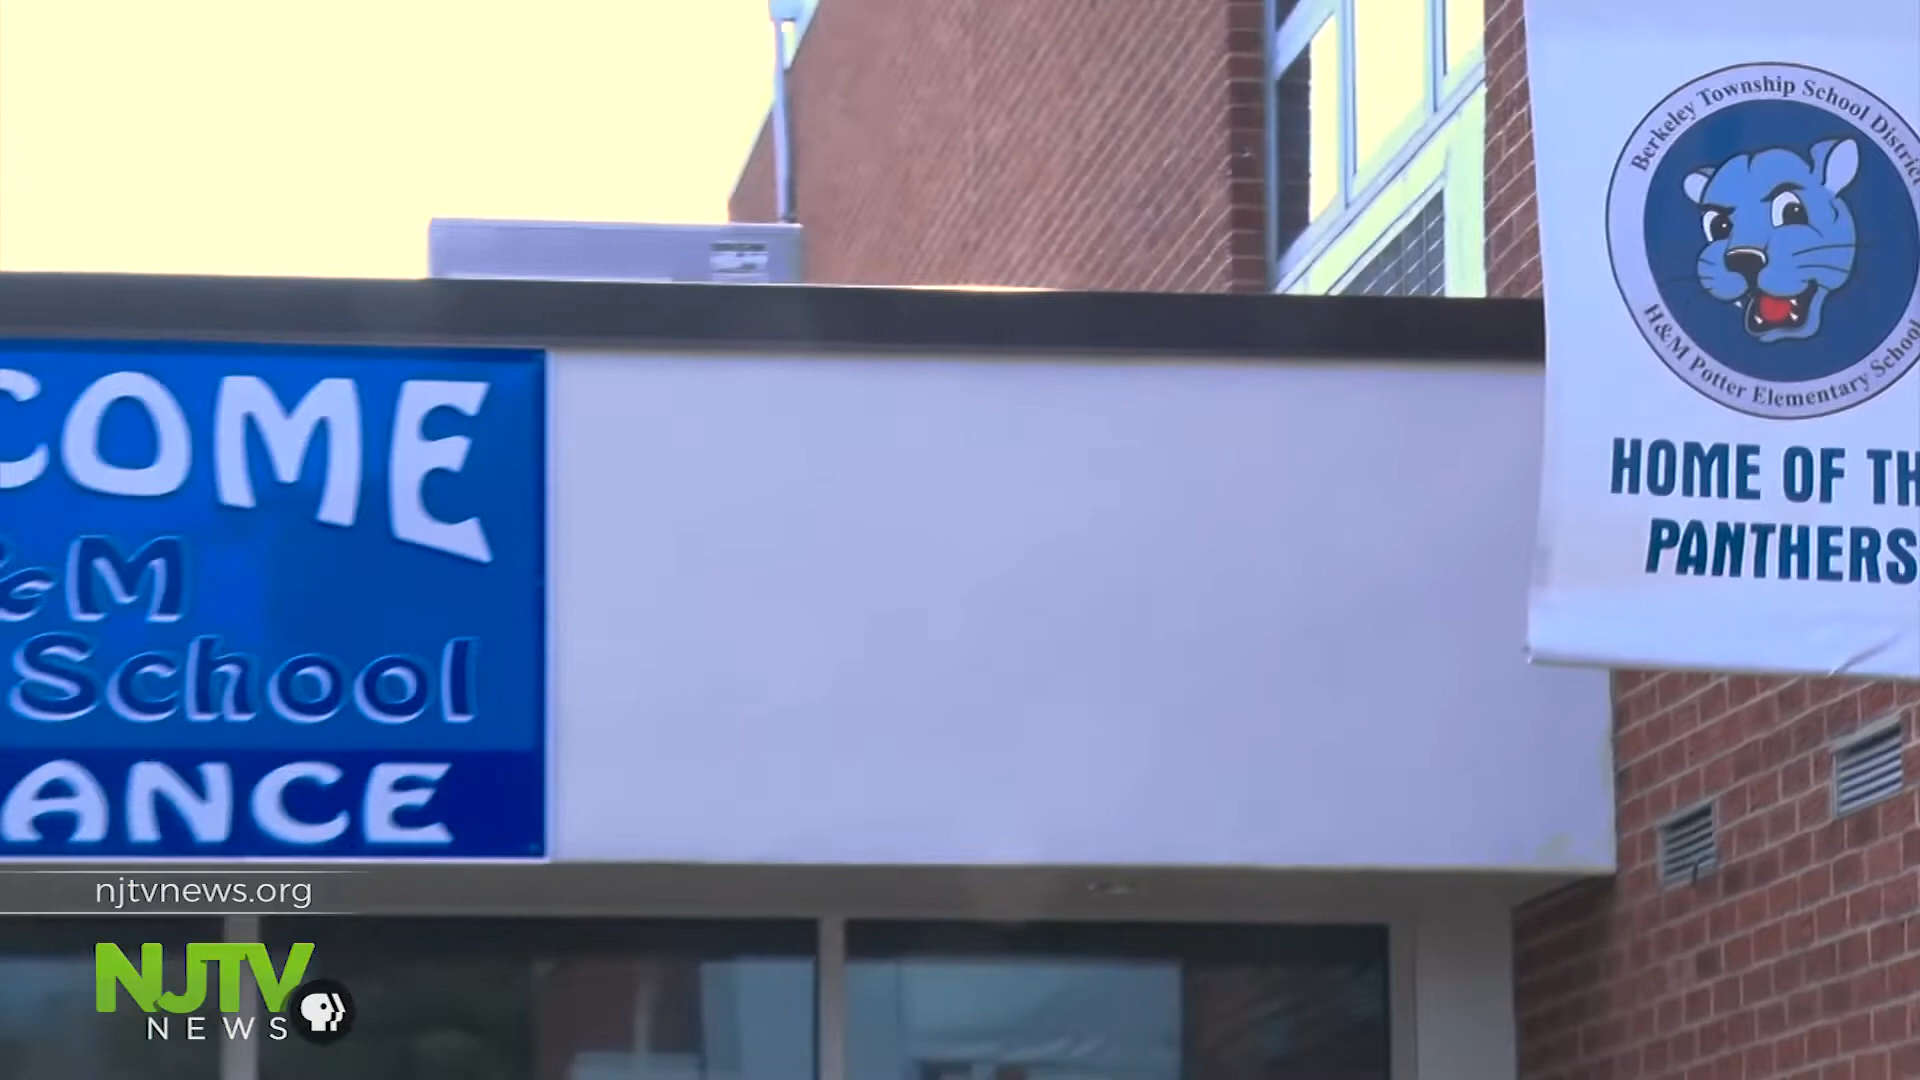 COME
&M
School
ANCE
Berkeley Township School District
H&M Potter Elementary School
HOME OF TH
PANTHERS
njtvnews.org
NJTV
NEWS